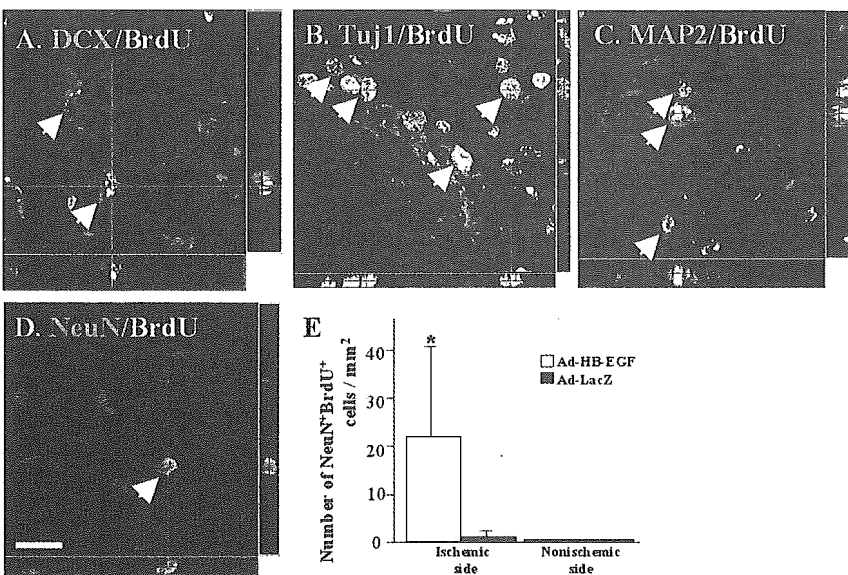 A. DCX/BrdU
B. Tuj1/BrdU
C. MAP2/BrdU
D. NeuN/BrdU
E
Number of NeuN⁺BrdU⁺
cells / mm²
40
30
20
10
0
*
Ad-HB-EGF
Ad-LacZ
Ischemic
side
Nonischemic
side